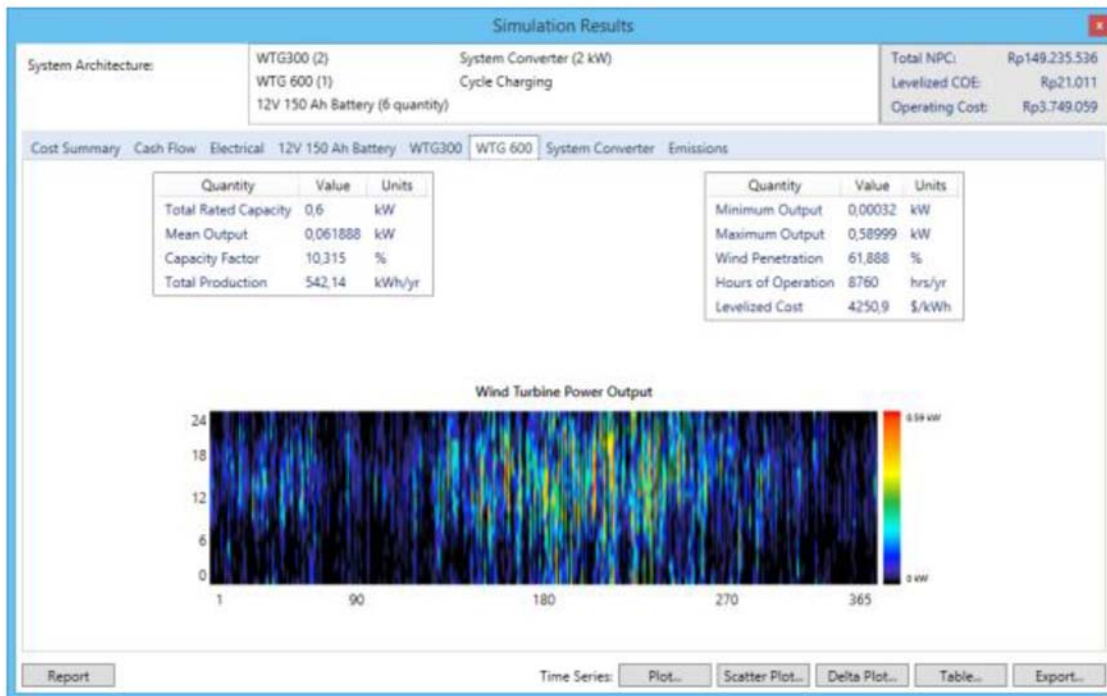 Simulation Results
x
System Architecture:
WTG300 (2)
WTG 600 (1)
12V 150 Ah Battery (6 quantity)
System Converter (2 kW)
Cycle Charging
Total NPC: Rp149.235.536
Levelized COE: Rp21.011
Operating Cost: Rp3.749.059
Cost Summary Cash Flow Electrical 12V 150 Ah Battery WTG300 WTG 600 System Converter Emissions
Quantity Value Units
Total Rated Capacity 0,6 kW
Mean Output 0,061888 kW
Capacity Factor 10,315 %
Total Production 542,14 kWh/yr
Quantity Value Units
Minimum Output 0,00032 kW
Maximum Output 0,58999 kW
Wind Penetration 61,888 %
Hours of Operation 8760 hrs/yr
Levelized Cost 4250,9 $/kWh
Wind Turbine Power Output
24
18
12
6
0
1 90 180 270 365
0.59 kW
0 kW
Report Time Series: Plot... Scatter Plot... Delta Plot... Table... Export...